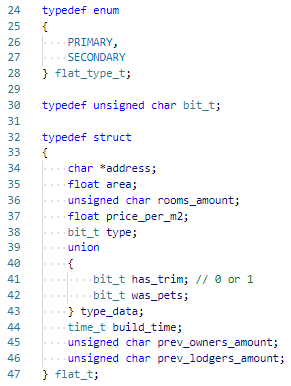 24 typedef enum
25 {
26 PRIMARY,
27 SECONDARY
28 } flat_type_t;
29
30 typedef unsigned char bit_t;
31
32 typedef struct
33 {
34 char *address;
35 float area;
36 unsigned char rooms_amount;
37 float price_per_m2;
38 bit_t type;
39 union
40 {
41 bit_t has_trim; // 0 or 1
42 bit_t was_pets;
43 } type_data;
44 time_t build_time;
45 unsigned char prev_owners_amount;
46 unsigned char prev_lodgers_amount;
47 } flat_t;